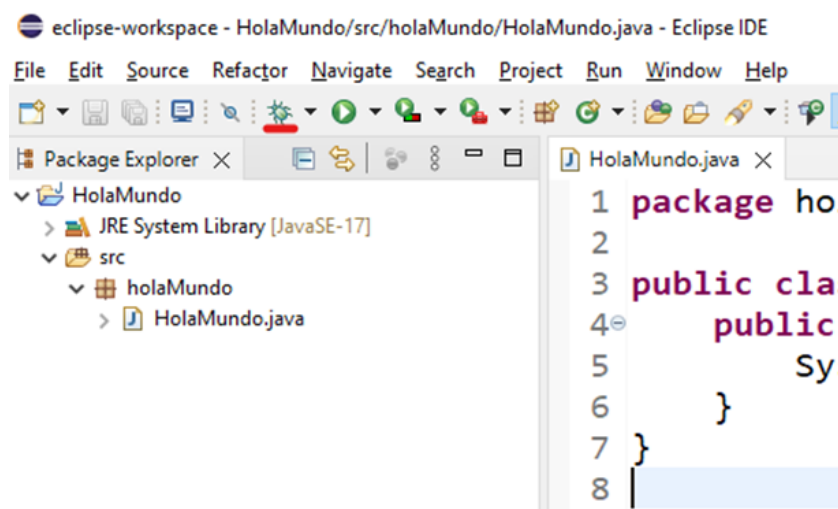 eclipse-workspace - HolaMundo/src/holaMundo/HolaMundo.java - Eclipse IDE
File Edit Source Refactor Navigate Search Project Run Window Help
Package Explorer
HolaMundo.java
HolaMundo
JRE System Library [JavaSE-17]
src
holaMundo
HolaMundo.java
1 package ho
2
3 public cla
4 public
5 Sy
6 }
7 }
8